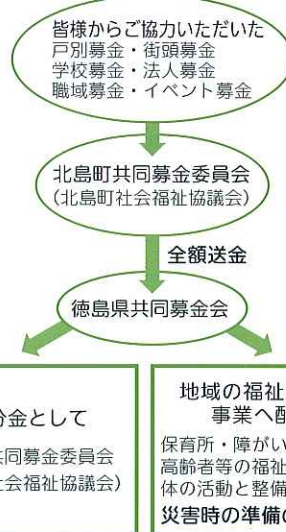 皆様からご協力いただいた
戸別募金・街頭募金
学校募金・法人募金
職域募金・イベント募金
北島町共同募金委員会
(北島町社会福祉協議会)
全額送金
徳島県共同募金会
分金として
共同募金委員会
社会福祉協議会)
地域の福祉
事業へ配
保育所・障がい
高齢者等の福祉
体の活動と整備
災害時の準備